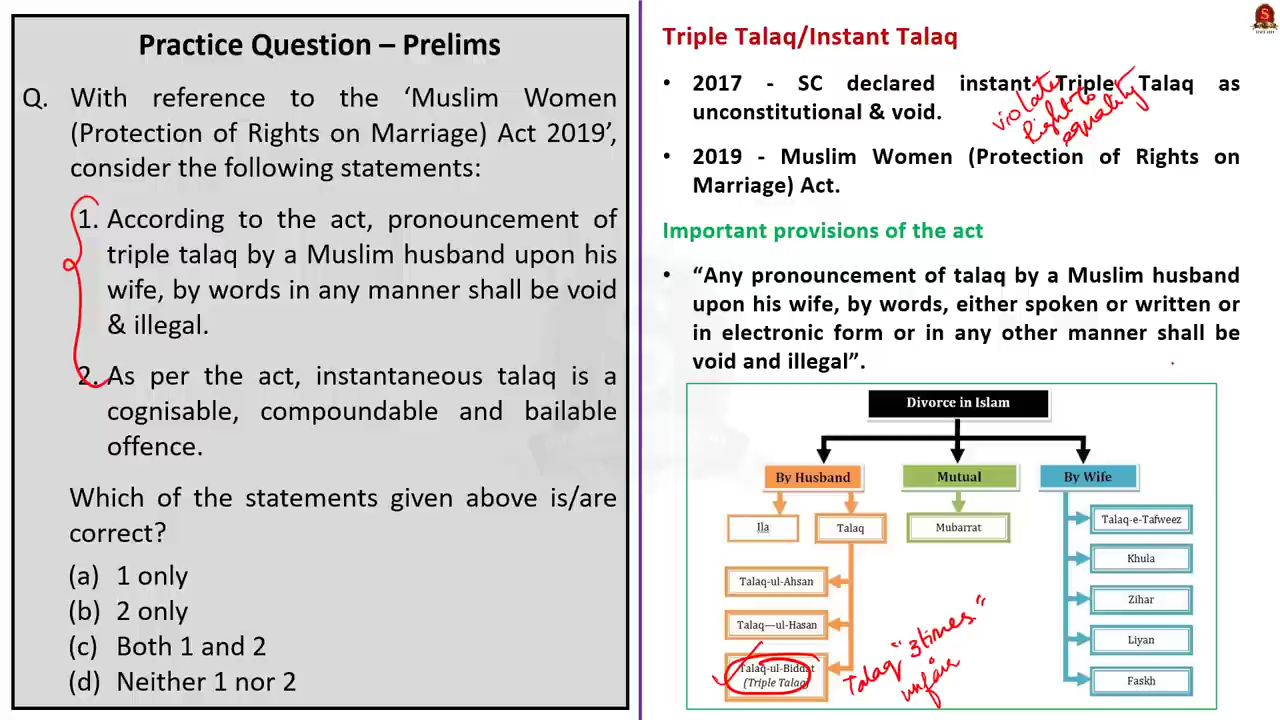 Practice Question – Prelims
Q. With reference to the ‘Muslim Women
(Protection of Rights on Marriage) Act 2019’,
consider the following statements:
1. According to the act, pronouncement of
triple talaq by a Muslim husband upon his
wife, by words in any manner shall be void
& illegal.
2. As per the act, instantaneous talaq is a
cognisable, compoundable and bailable
offence.
Which of the statements given above is/are
correct?
(a) 1 only
(b) 2 only
(c) Both 1 and 2
(d) Neither 1 nor 2
Triple Talaq/Instant Talaq
• 2017 - SC declared instant Triple Talaq as
unconstitutional & void.
violate
Right to
equality
• 2019 - Muslim Women (Protection of Rights on
Marriage) Act.
Important provisions of the act
• “Any pronouncement of talaq by a Muslim husband
upon his wife, by words, either spoken or written or
in electronic form or in any other manner shall be
void and illegal”.
Divorce in Islam
By Husband
Mutual
By Wife
Ila
Talaq
Mubarrat
Talaq-e-Tafweez
Khula
Talaq-ul-Ahsan
Zihar
Talaq—ul-Hasan
Liyan
Talaq-ul-Biddat
(Triple Talaq)
Faskh
Talaq "3 times."
unfair